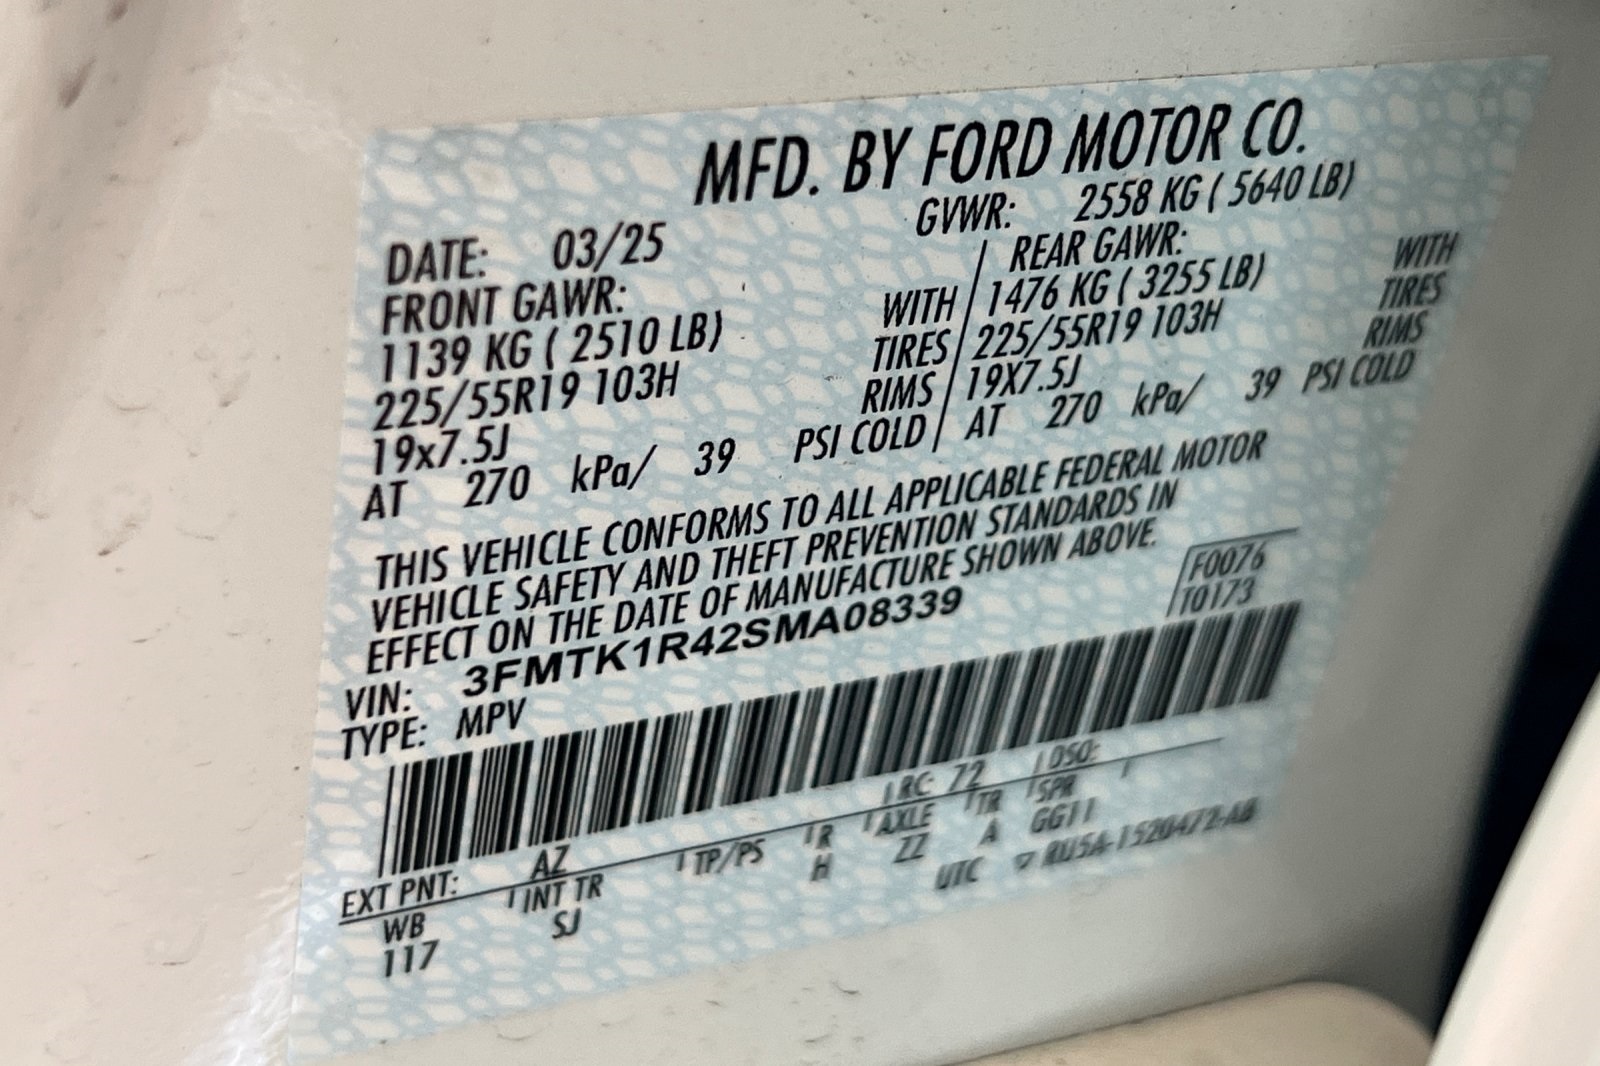 MFD. BY FORD MOTOR CO.
DATE: 03/25 GVWR: 2558 KG ( 5640 LB)
FRONT GAWR: REAR GAWR:
1139 KG ( 2510 LB) WITH 1476 KG ( 3255 LB) WITH
225/55R19 103H TIRES 225/55R19 103H TIRES
19x7.5J RIMS 19X7.5J RIMS
AT 270 kPa/ 39 PSI COLD AT 270 kPa/ 39 PSI COLD
THIS VEHICLE CONFORMS TO ALL APPLICABLE FEDERAL MOTOR
VEHICLE SAFETY AND THEFT PREVENTION STANDARDS IN
EFFECT ON THE DATE OF MANUFACTURE SHOWN ABOVE.
VIN: 3FMTK1R42SMA08339 F0076
TYPE: MPV T0173
EXT PNT: AZ RC: 72 DSO:
WB INT TR TP/PS R AXLE TR SPR
117 SJ H ZZ A GG11
UTC RU5A-1520472-AB